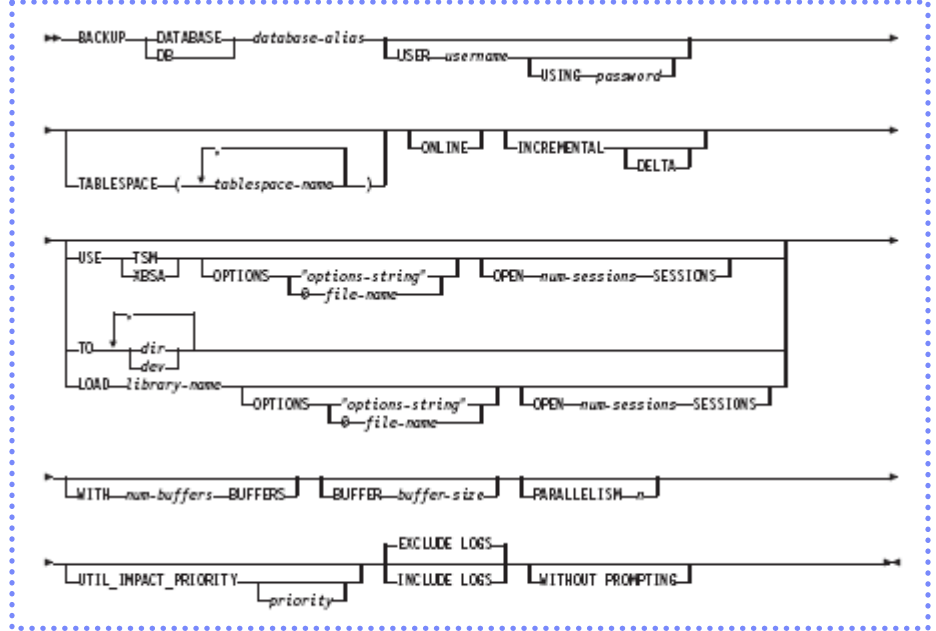 BACKUP DATABASE database-alias
DB USER username
USING password
,
ONLINE INCREMENTAL
DELTA
TABLESPACE ( tablespace-name )
USE TSM
XBSA OPTIONS "options-string" OPEN num-sessions SESSIONS
@ file-name
,
TO dir
dev
LOAD library-name
OPTIONS "options-string" OPEN num-sessions SESSIONS
@ file-name
WITH num-buffers BUFFERS BUFFER buffer-size PARALLELISM n
EXCLUDE LOGS
UTIL_IMPACT_PRIORITY INCLUDE LOGS WITHOUT PROMPTING
priority